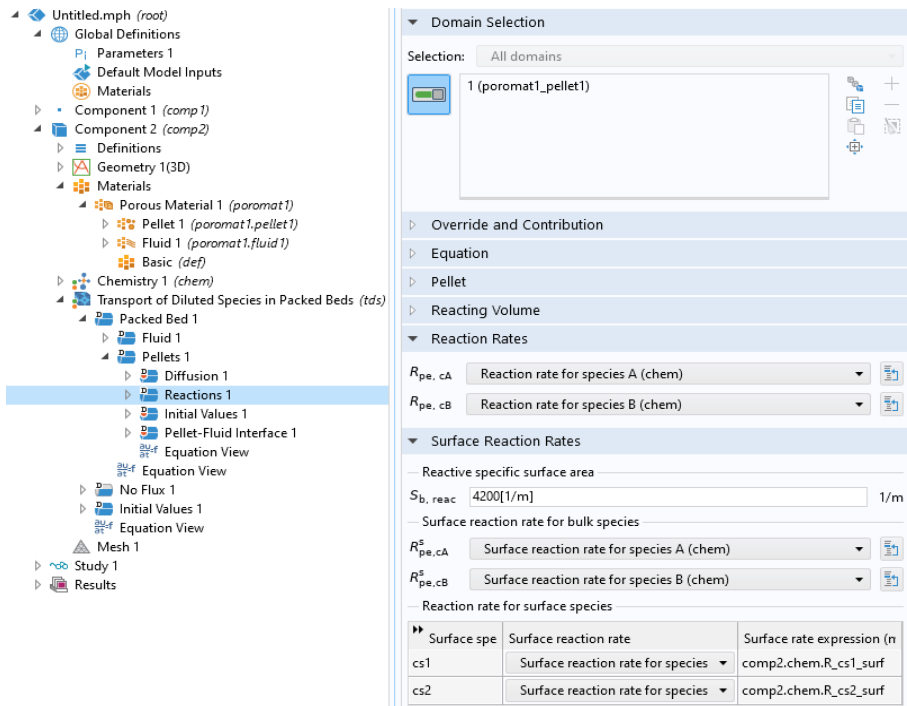 Untitled.mph (root)
Global Definitions
Pi Parameters 1
Default Model Inputs
Materials
Component 1 (comp1)
Component 2 (comp2)
Definitions
Geometry 1(3D)
Materials
Porous Material 1 (poromat1)
Pellet 1 (poromat1.pellet1)
Fluid 1 (poromat1.fluid1)
Basic (def)
Chemistry 1 (chem)
Transport of Diluted Species in Packed Beds (tds)
Packed Bed 1
Fluid 1
Pellets 1
Diffusion 1
Reactions 1
Initial Values 1
Pellet-Fluid Interface 1
Equation View
Equation View
No Flux 1
Initial Values 1
Equation View
Mesh 1
Study 1
Results
Domain Selection
Selection: All domains
1 (poromat1_pellet1)
Override and Contribution
Equation
Pellet
Reacting Volume
Reaction Rates
Rpe, cA Reaction rate for species A (chem)
Rpe, cB Reaction rate for species B (chem)
Surface Reaction Rates
Reactive specific surface area
Sb, reac 4200[1/m] 1/m
Surface reaction rate for bulk species
R^s pe,cA Surface reaction rate for species A (chem)
R^s pe,cB Surface reaction rate for species B (chem)
Reaction rate for surface species
Surface spe Surface reaction rate Surface rate expression (m
cs1 Surface reaction rate for species comp2.chem.R_cs1_surf
cs2 Surface reaction rate for species comp2.chem.R_cs2_surf